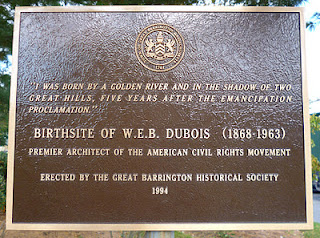 "I WAS BORN BY A GOLDEN RIVER AND IN THE SHADOW OF TWO
GREAT HILLS, FIVE YEARS AFTER THE EMANCIPATION
PROCLAMATION."
BIRTHSITE OF W.E.B. DUBOIS (1868-1963)
PREMIER ARCHITECT OF THE AMERICAN CIVIL RIGHTS MOVEMENT
ERECTED BY THE GREAT BARRINGTON HISTORICAL SOCIETY
1994